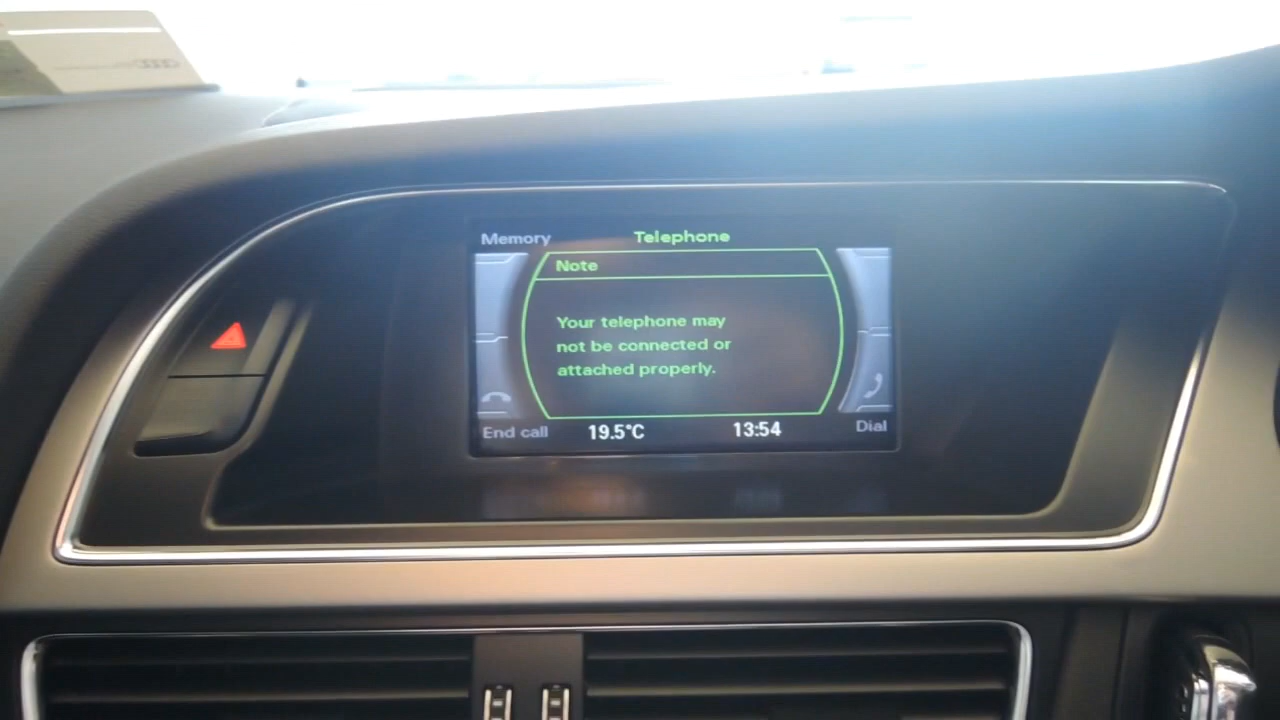 Memory
Telephone
Note
Your telephone may
not be connected or
attached properly.
End call
19.5°C
13:54
Dial